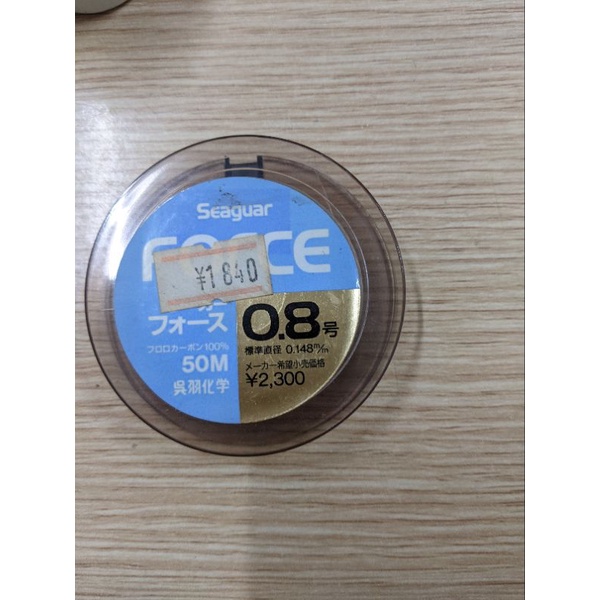 Seaguar
FORCE
¥1840
フォース
フロロカーボン100%
50M
呉羽化学
0.8号
標準直径 0.148m/m
メーカー希望小売価格
¥2,300